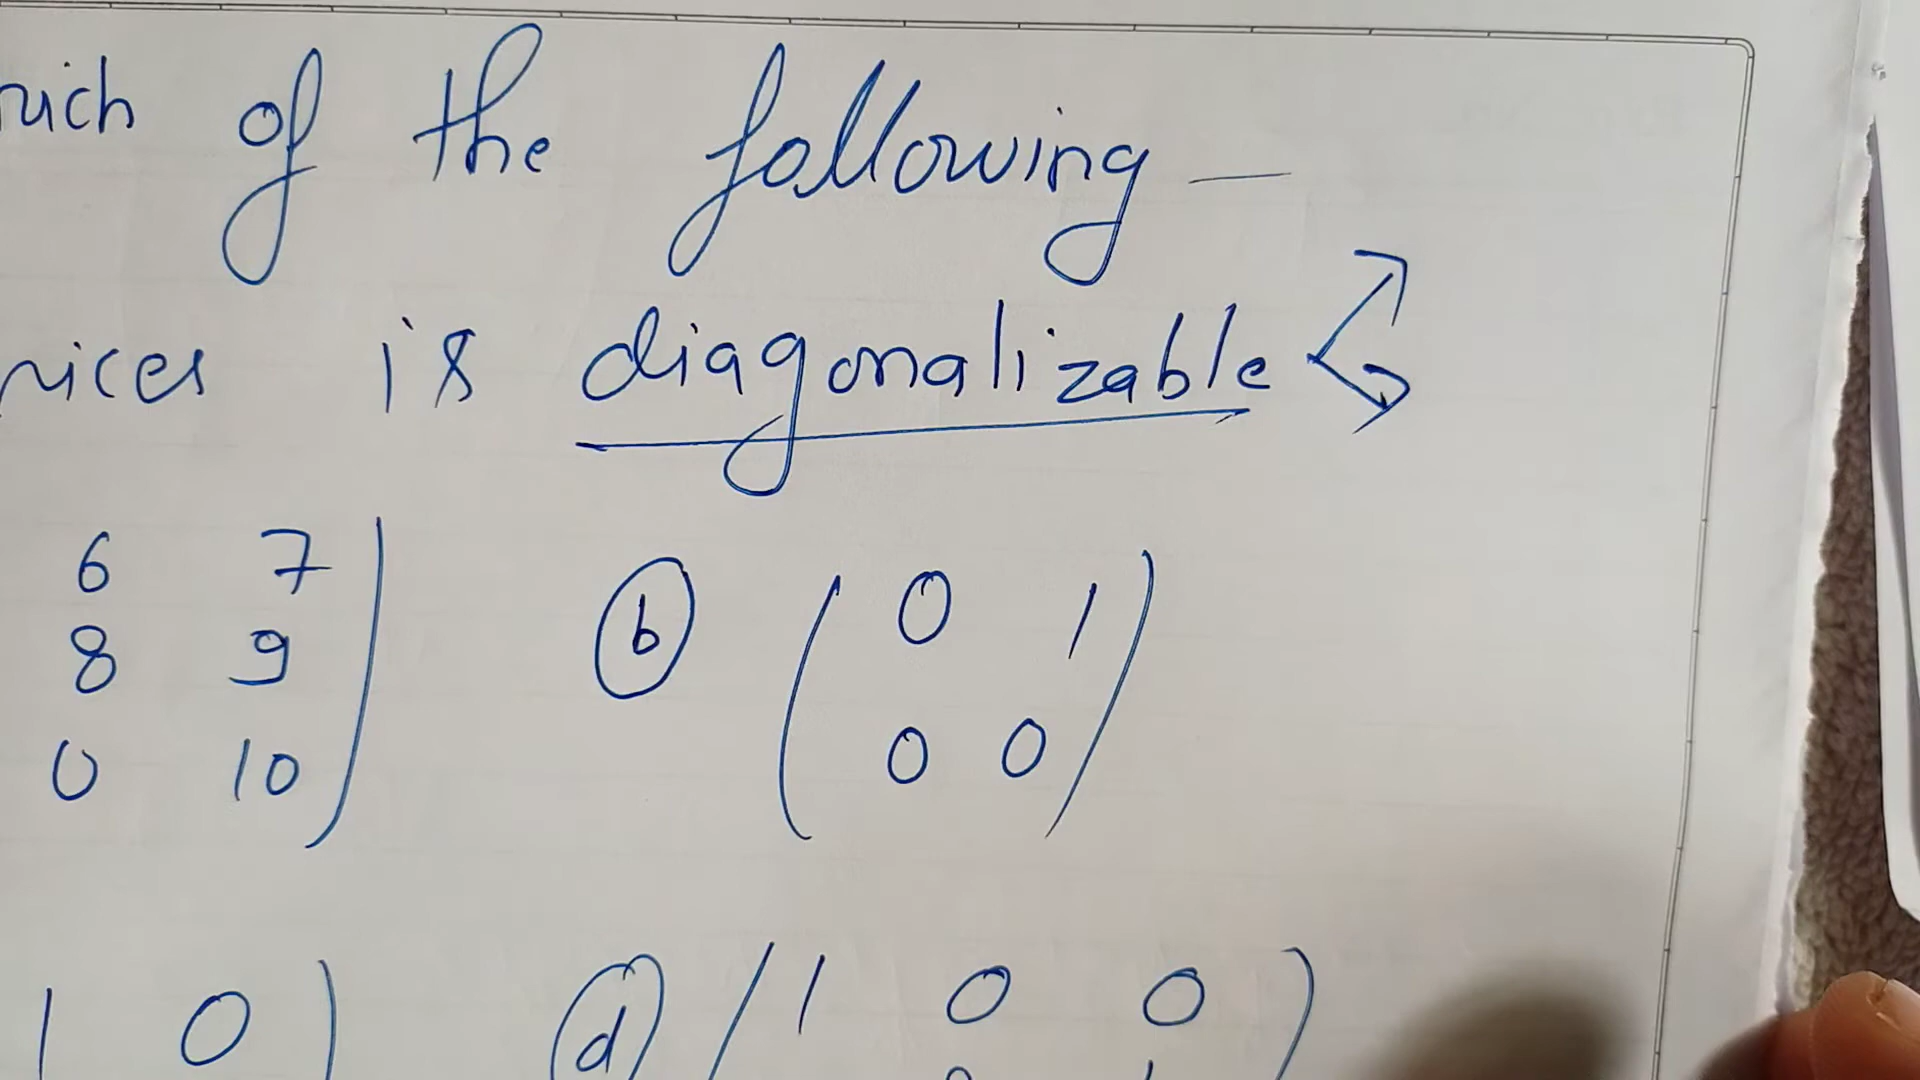 of the following —
is diagonalizable
6 7
8 9
0 10
(b) ( 0 1
0 0 )
1 0 )
(d) ( 1 0 0 )